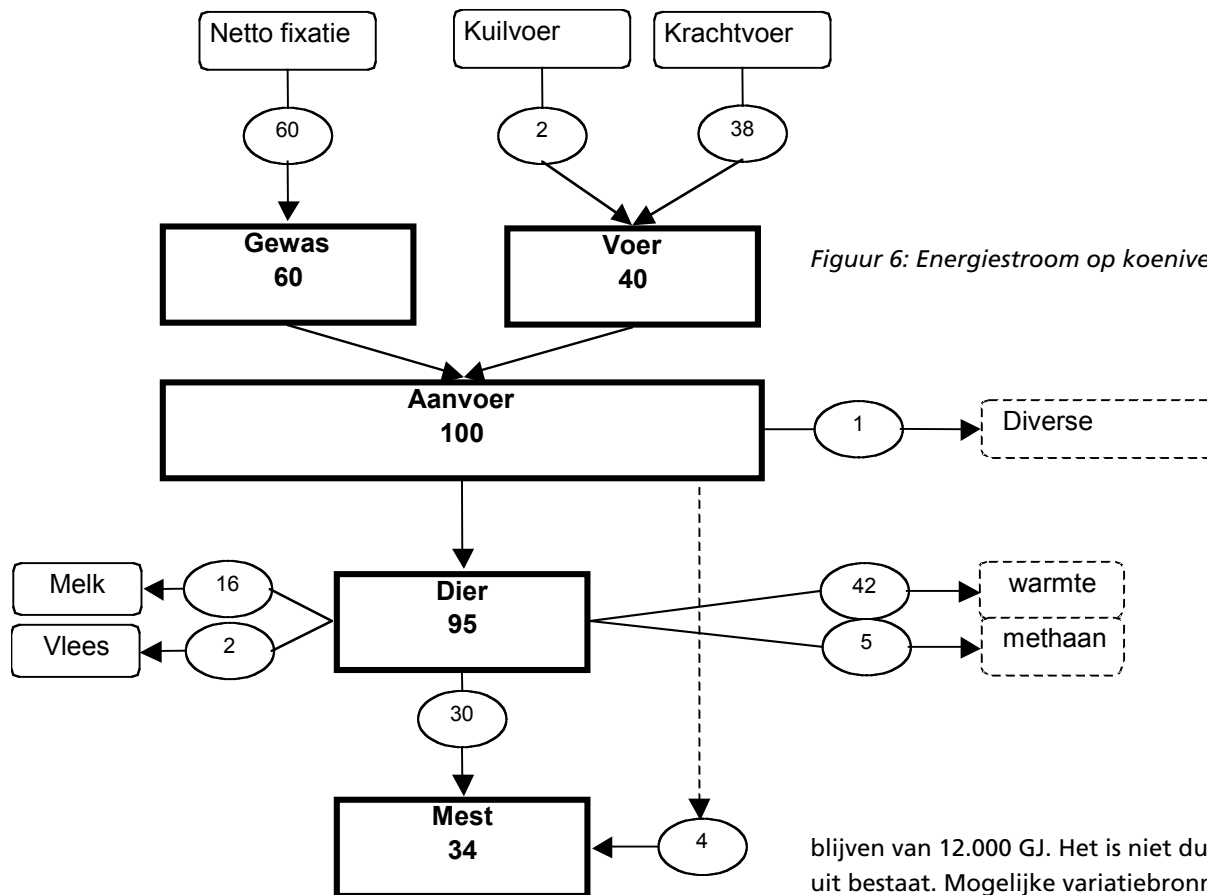 Netto fixatie
Kuilvoer
Krachtvoer
60
2
38
Gewas
60
Voer
40
Figuur 6: Energiestroom op koenive
Aanvoer
100
1
Diverse
Melk
16
Dier
95
42
warmte
Vlees
2
5
methaan
30
Mest
34
4
blijven van 12.000 GJ. Het is niet du
uit bestaat. Mogelijke variatiebronn